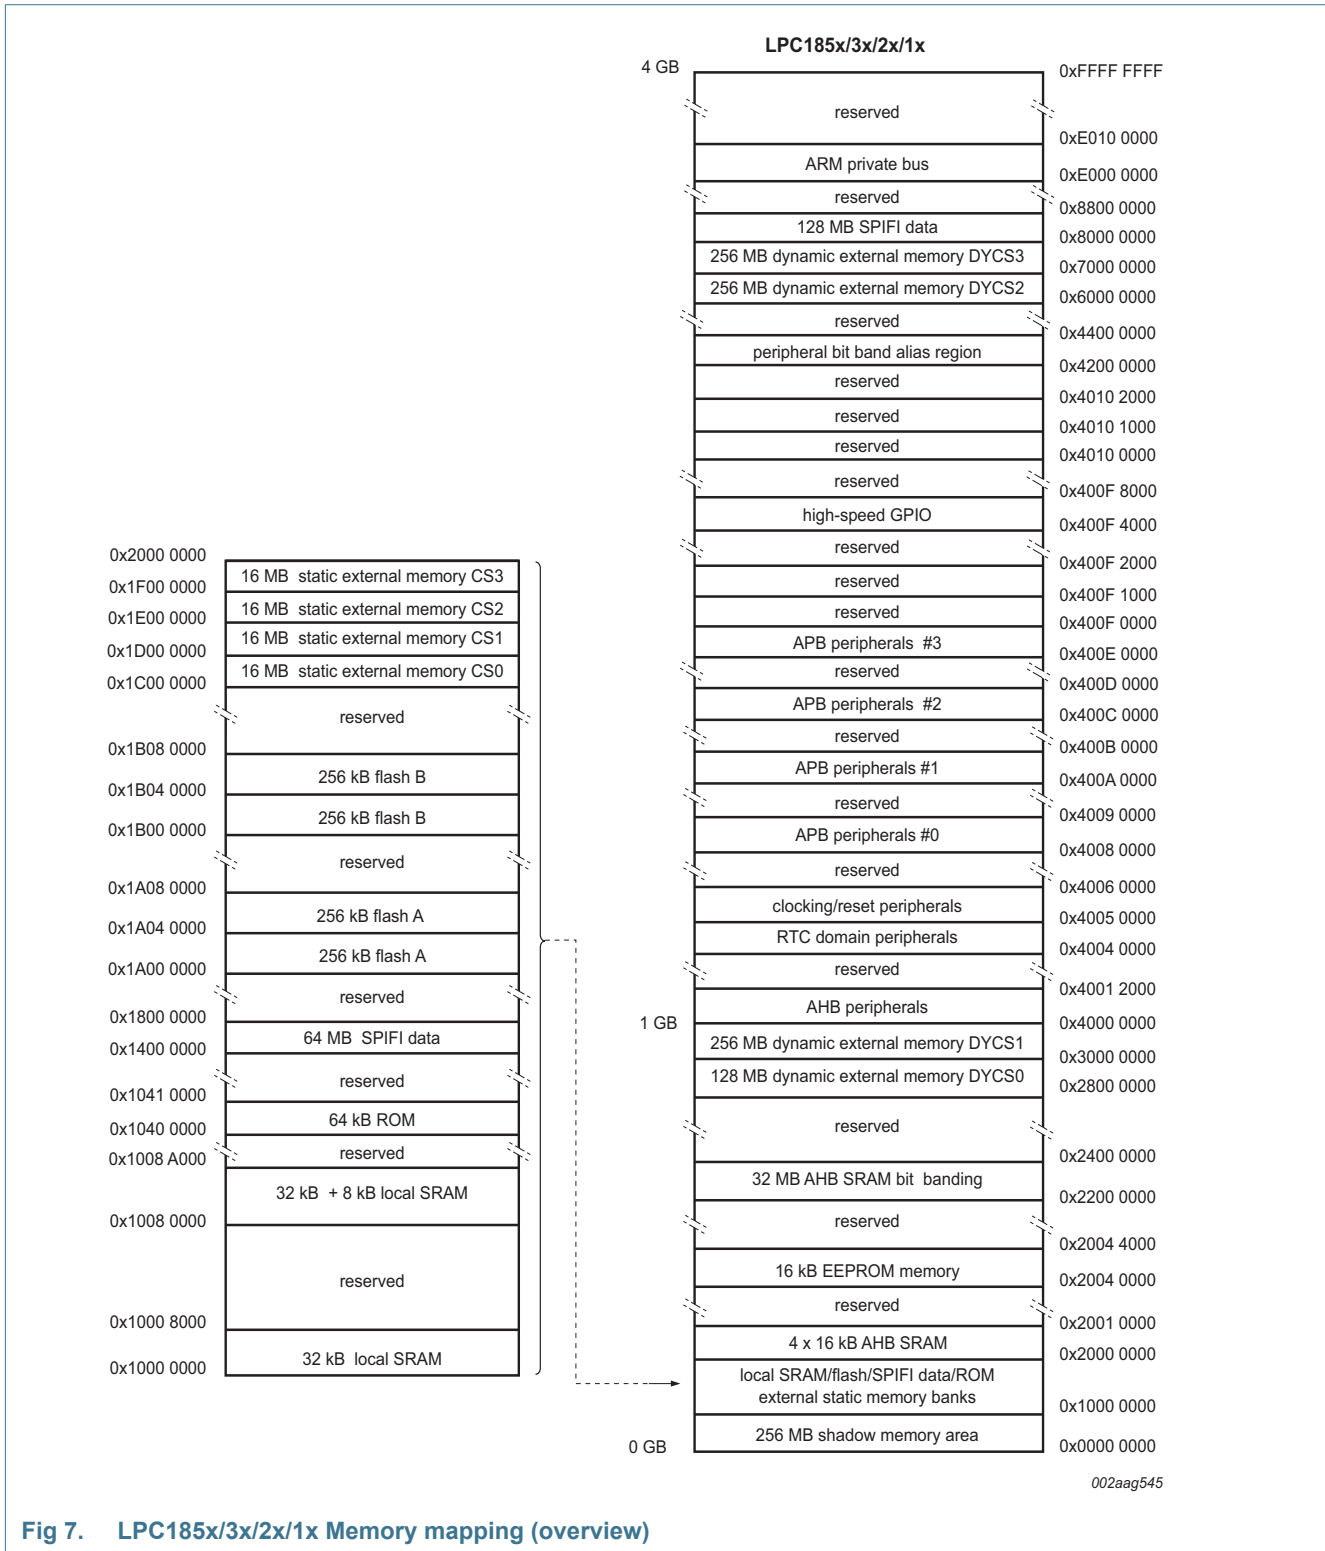 LPC185x/3x/2x/1x
4 GB
0xFFFF FFFF
reserved
0xE010 0000
ARM private bus
0xE000 0000
reserved
0x8800 0000
128 MB SPIFI data
0x8000 0000
256 MB dynamic external memory DYCS3
0x7000 0000
256 MB dynamic external memory DYCS2
0x6000 0000
reserved
0x4400 0000
peripheral bit band alias region
0x4200 0000
reserved
0x4010 2000
reserved
0x4010 1000
reserved
0x4010 0000
reserved
0x400F 8000
high-speed GPIO
0x400F 4000
reserved
0x400F 2000
reserved
0x400F 1000
reserved
0x400F 0000
APB peripherals #3
0x400E 0000
reserved
0x400D 0000
APB peripherals #2
0x400C 0000
reserved
0x400B 0000
APB peripherals #1
0x400A 0000
reserved
0x4009 0000
APB peripherals #0
0x4008 0000
reserved
0x4006 0000
clocking/reset peripherals
0x4005 0000
RTC domain peripherals
0x4004 0000
reserved
0x4001 2000
AHB peripherals
1 GB
0x4000 0000
256 MB dynamic external memory DYCS1
0x3000 0000
128 MB dynamic external memory DYCS0
0x2800 0000
reserved
0x2400 0000
32 MB AHB SRAM bit banding
0x2200 0000
reserved
0x2004 4000
16 kB EEPROM memory
0x2004 0000
reserved
0x2001 0000
4 x 16 kB AHB SRAM
0x2000 0000
local SRAM/flash/SPIFI data/ROM
external static memory banks
0x1000 0000
256 MB shadow memory area
0 GB
0x0000 0000
0x2000 0000
16 MB static external memory CS3
0x1F00 0000
16 MB static external memory CS2
0x1E00 0000
16 MB static external memory CS1
0x1D00 0000
16 MB static external memory CS0
0x1C00 0000
reserved
0x1B08 0000
256 kB flash B
0x1B04 0000
256 kB flash B
0x1B00 0000
reserved
0x1A08 0000
256 kB flash A
0x1A04 0000
256 kB flash A
0x1A00 0000
reserved
0x1800 0000
64 MB SPIFI data
0x1400 0000
reserved
0x1041 0000
64 kB ROM
0x1040 0000
reserved
0x1008 A000
32 kB + 8 kB local SRAM
0x1008 0000
reserved
0x1000 8000
32 kB local SRAM
0x1000 0000
002aag545
Fig 7. LPC185x/3x/2x/1x Memory mapping (overview)